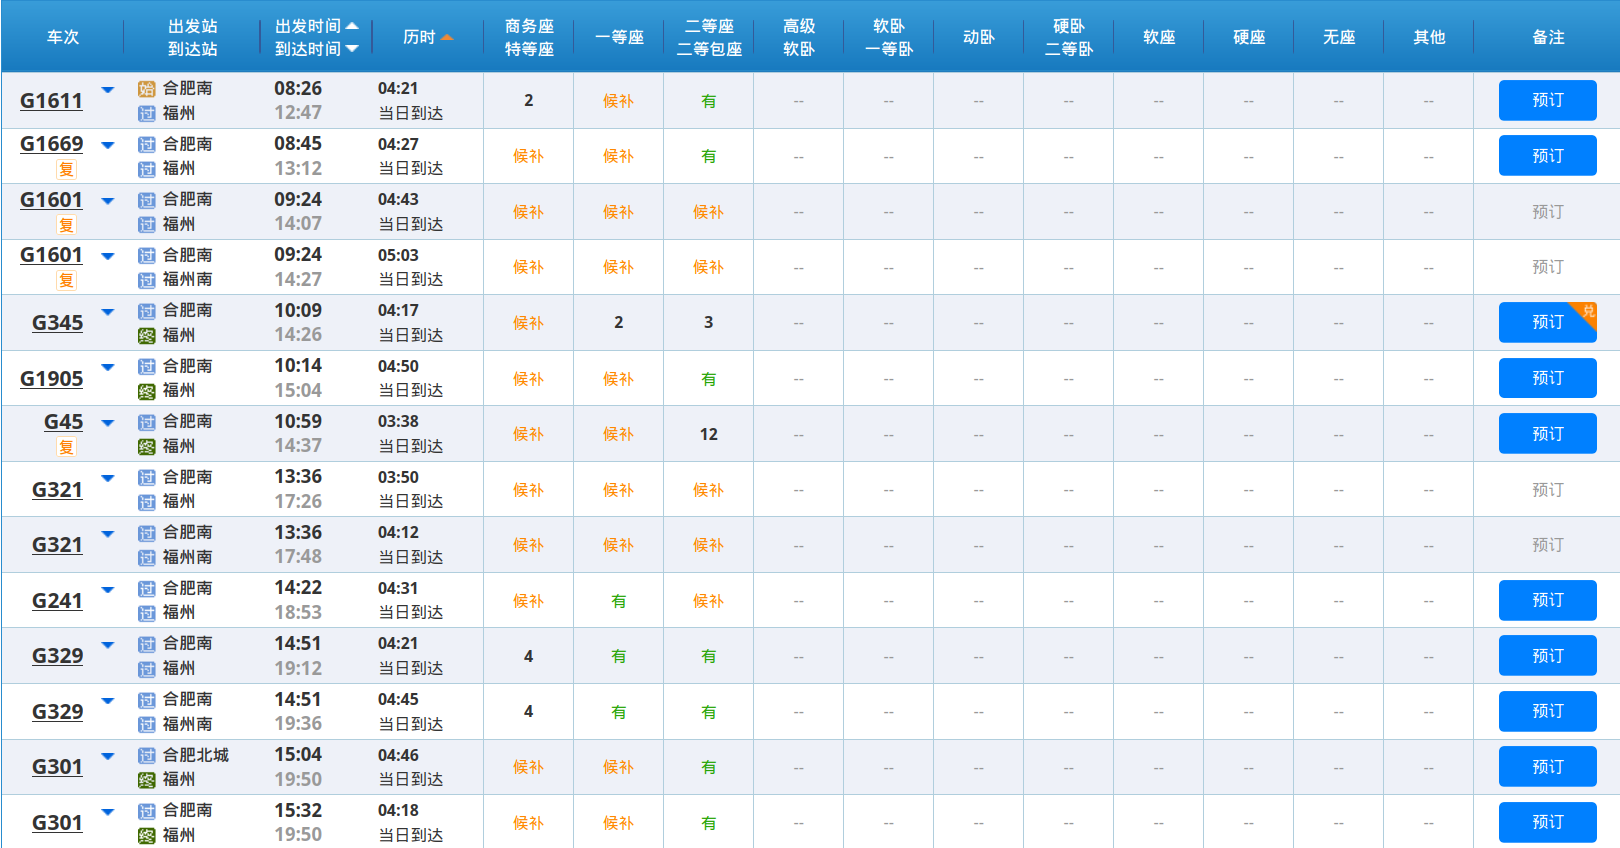 车次 出发站 出发时间 历时 商务座 一等座 二等座 高级 软卧 动卧 硬卧 软座 硬座 无座 其他 备注
到达站 到达时间 特等座 二等包座 软卧 一等卧 二等卧
G1611 始 合肥南 08:26 04:21 2 候补 有 -- -- -- -- -- -- -- -- 预订
过 福州 12:47 当日到达
G1669 过 合肥南 08:45 04:27 候补 候补 有 -- -- -- -- -- -- -- -- 预订
复 过 福州 13:12 当日到达
G1601 过 合肥南 09:24 04:43 候补 候补 候补 -- -- -- -- -- -- -- -- 预订
复 过 福州 14:07 当日到达
G1601 过 合肥南 09:24 05:03 候补 候补 候补 -- -- -- -- -- -- -- -- 预订
复 过 福州南 14:27 当日到达
G345 过 合肥南 10:09 04:17 候补 2 3 -- -- -- -- -- -- -- -- 预订 兑
终 福州 14:26 当日到达
G1905 过 合肥南 10:14 04:50 候补 候补 有 -- -- -- -- -- -- -- -- 预订
终 福州 15:04 当日到达
G45 过 合肥南 10:59 03:38 候补 候补 12 -- -- -- -- -- -- -- -- 预订
复 终 福州 14:37 当日到达
G321 过 合肥南 13:36 03:50 候补 候补 候补 -- -- -- -- -- -- -- -- 预订
过 福州 17:26 当日到达
G321 过 合肥南 13:36 04:12 候补 候补 候补 -- -- -- -- -- -- -- -- 预订
过 福州南 17:48 当日到达
G241 过 合肥南 14:22 04:31 候补 有 候补 -- -- -- -- -- -- -- -- 预订
过 福州 18:53 当日到达
G329 过 合肥南 14:51 04:21 4 有 有 -- -- -- -- -- -- -- -- 预订
过 福州 19:12 当日到达
G329 过 合肥南 14:51 04:45 4 有 有 -- -- -- -- -- -- -- -- 预订
过 福州南 19:36 当日到达
G301 过 合肥北城 15:04 04:46 候补 候补 有 -- -- -- -- -- -- -- -- 预订
终 福州 19:50 当日到达
G301 过 合肥南 15:32 04:18 候补 候补 有 -- -- -- -- -- -- -- -- 预订
终 福州 19:50 当日到达